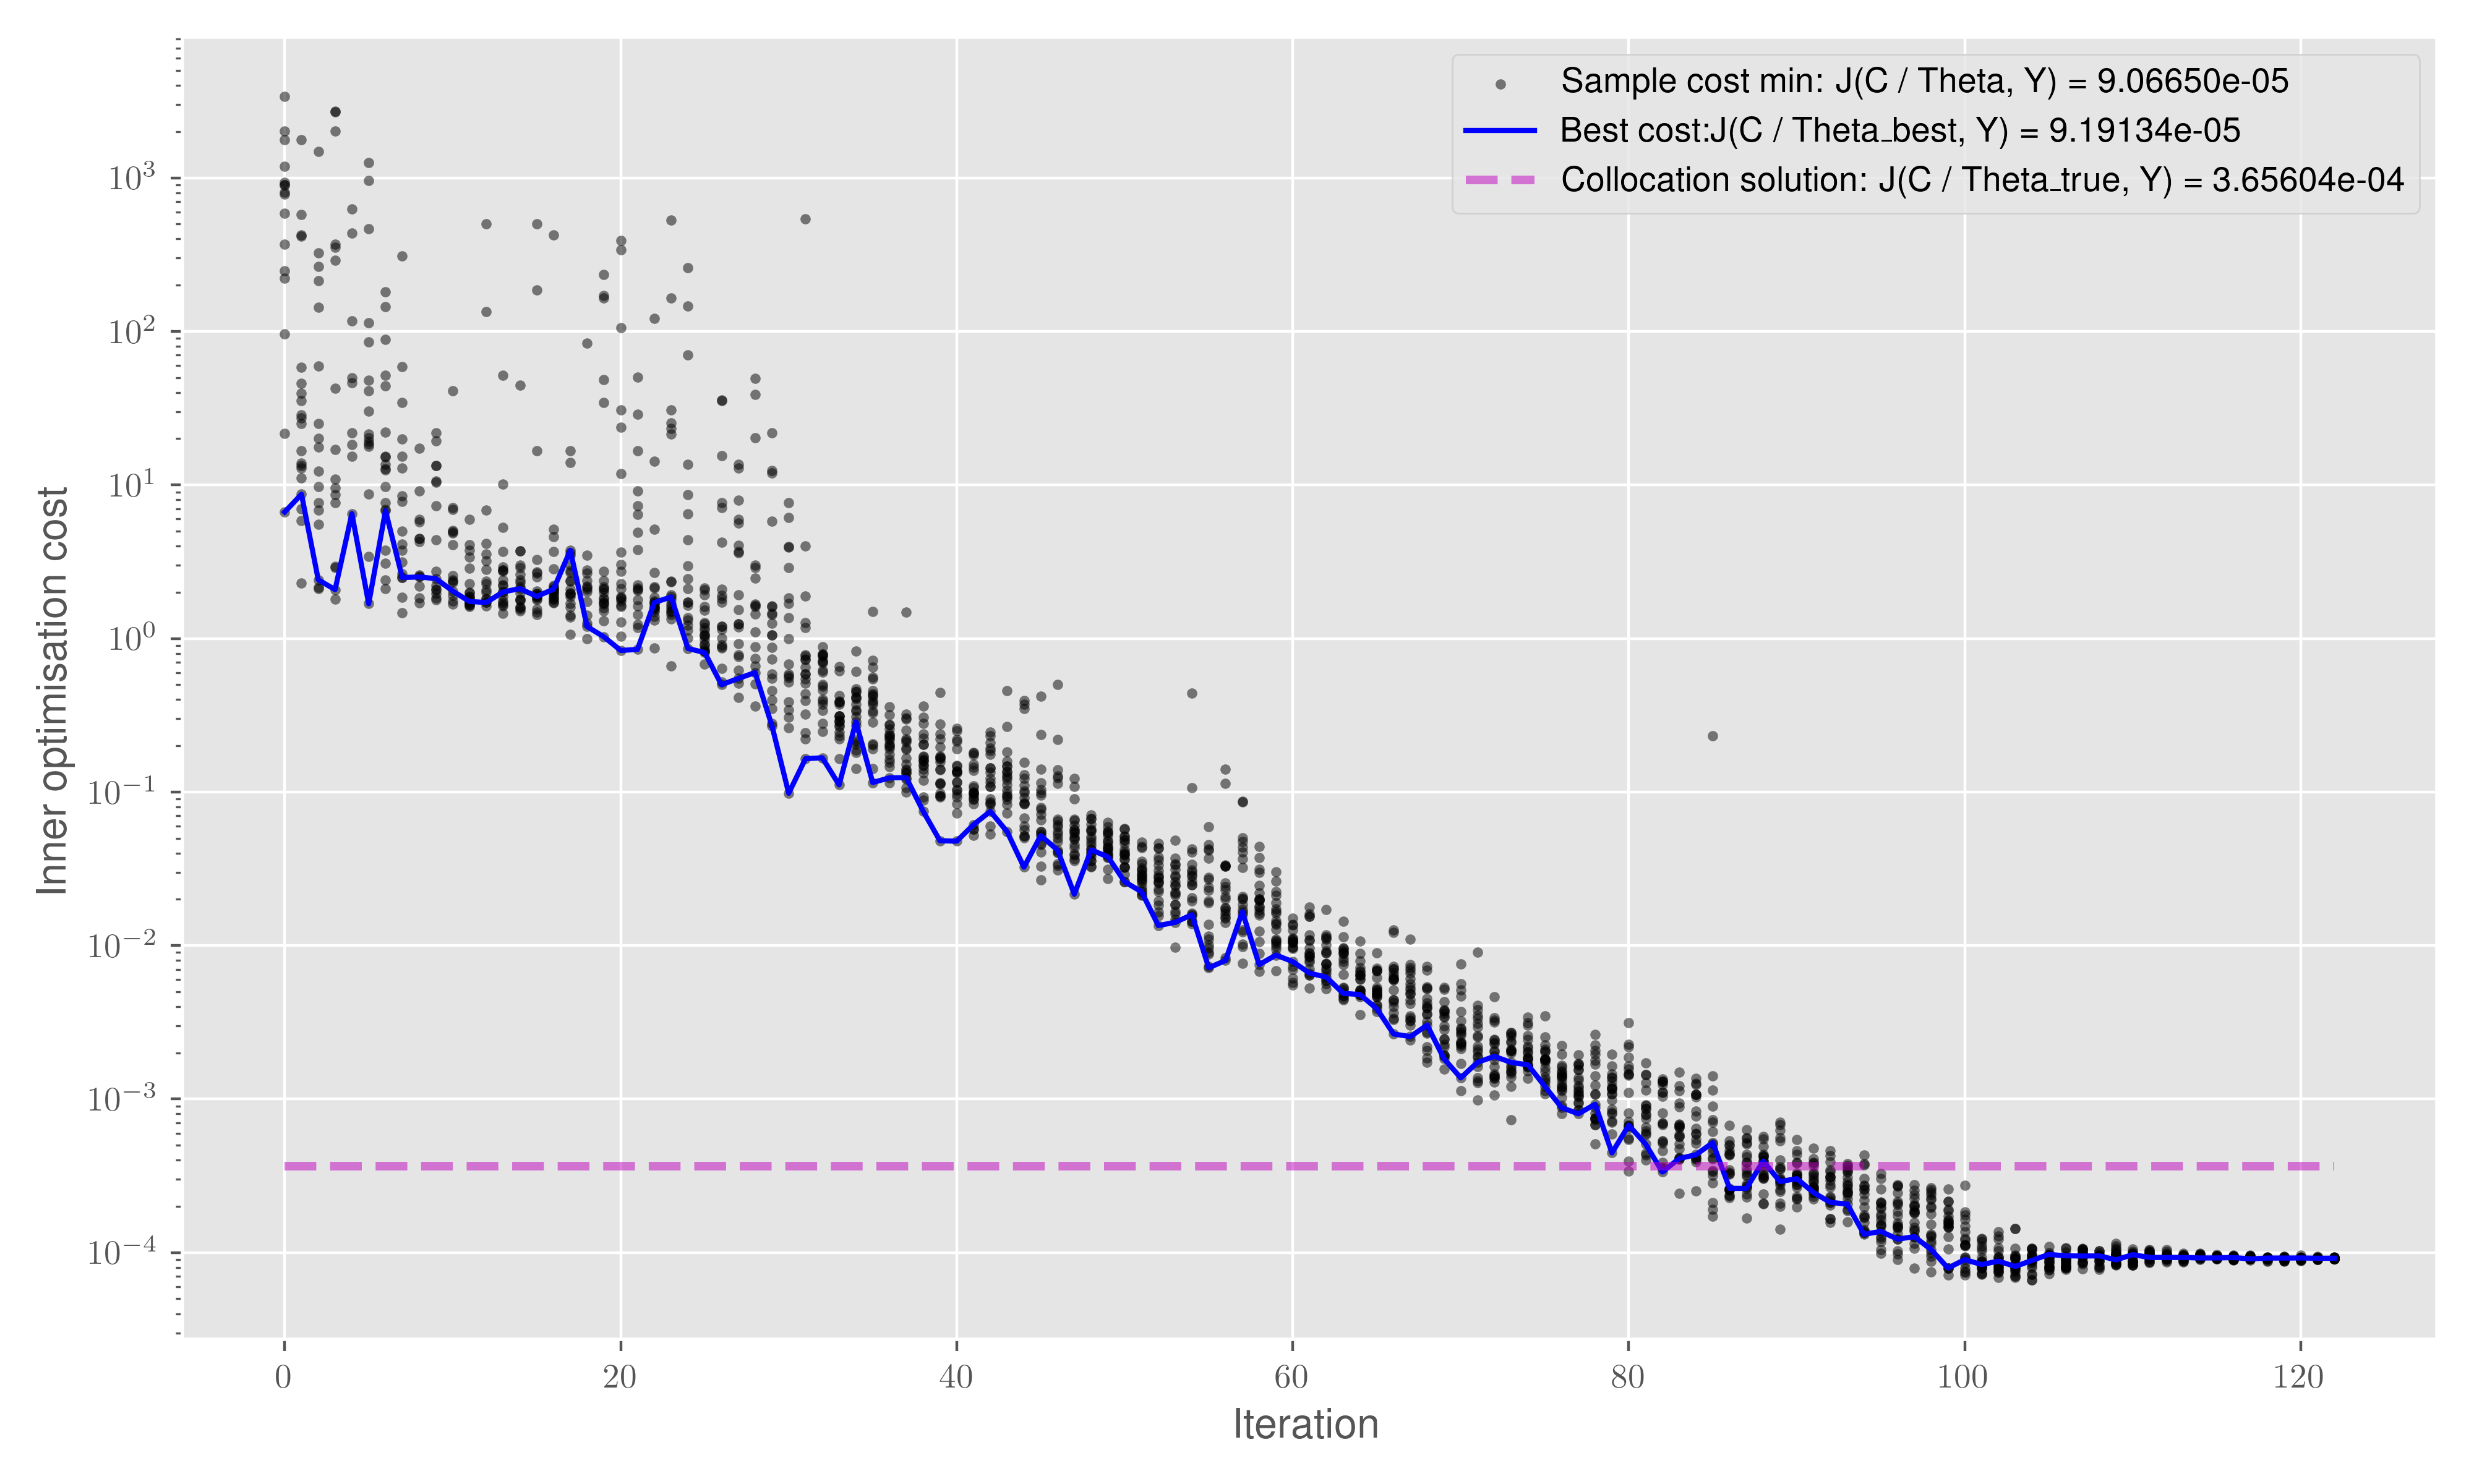 Sample cost min: J(C / Theta, Y) = 9.06650e-05
Best cost:J(C / Theta_best, Y) = 9.19134e-05
Collocation solution: J(C / Theta_true, Y) = 3.65604e-04
Inner optimisation cost
10^3
10^2
10^1
10^0
10^−1
10^−2
10^−3
10^−4
0 20 40 60 80 100 120
Iteration